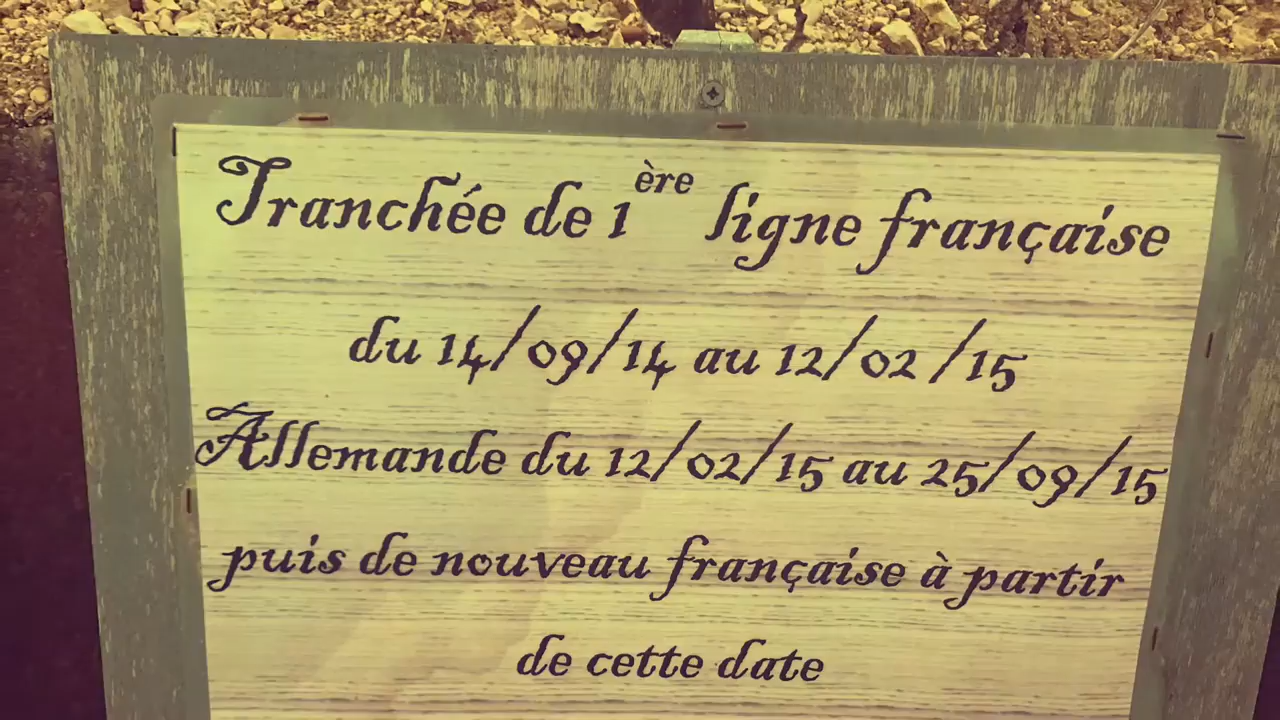 Tranchée de 1ère ligne française
du 14/09/14 au 12/02/15
Allemande du 12/02/15 au 25/09/15
puis de nouveau française à partir
de cette date